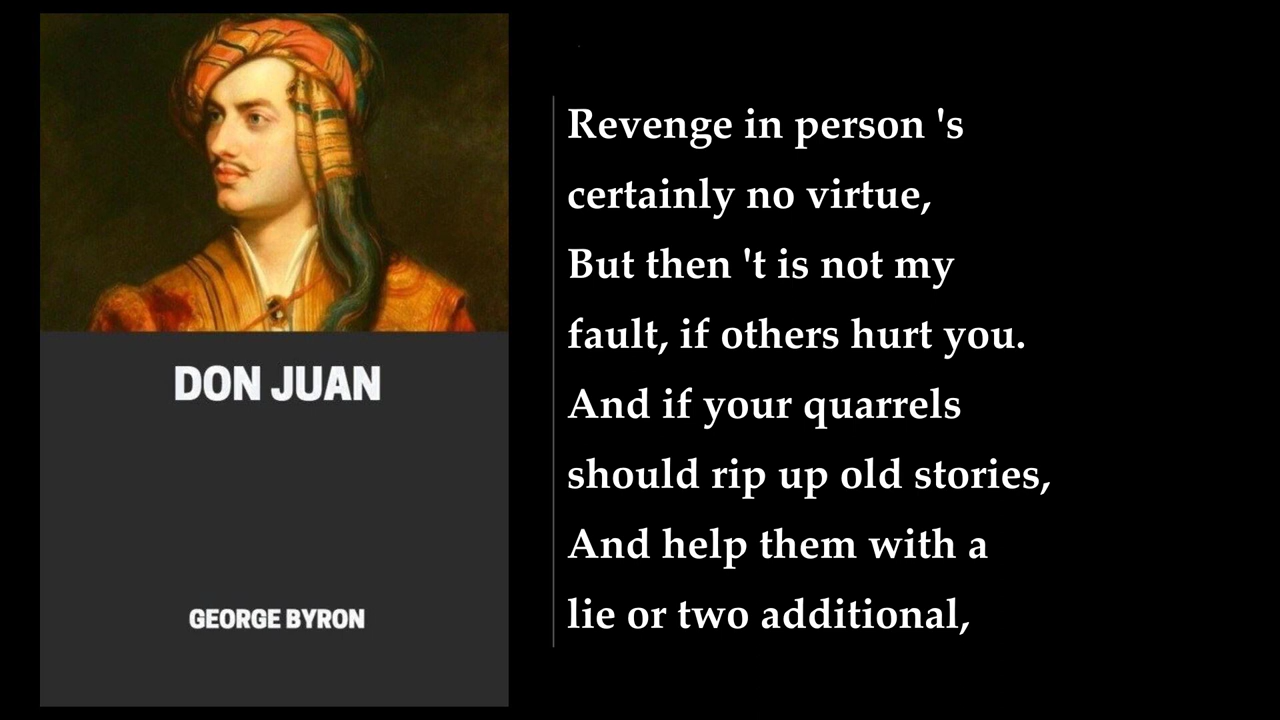 DON JUAN
GEORGE BYRON
Revenge in person 's
certainly no virtue,
But then 't is not my
fault, if others hurt you.
And if your quarrels
should rip up old stories,
And help them with a
lie or two additional,